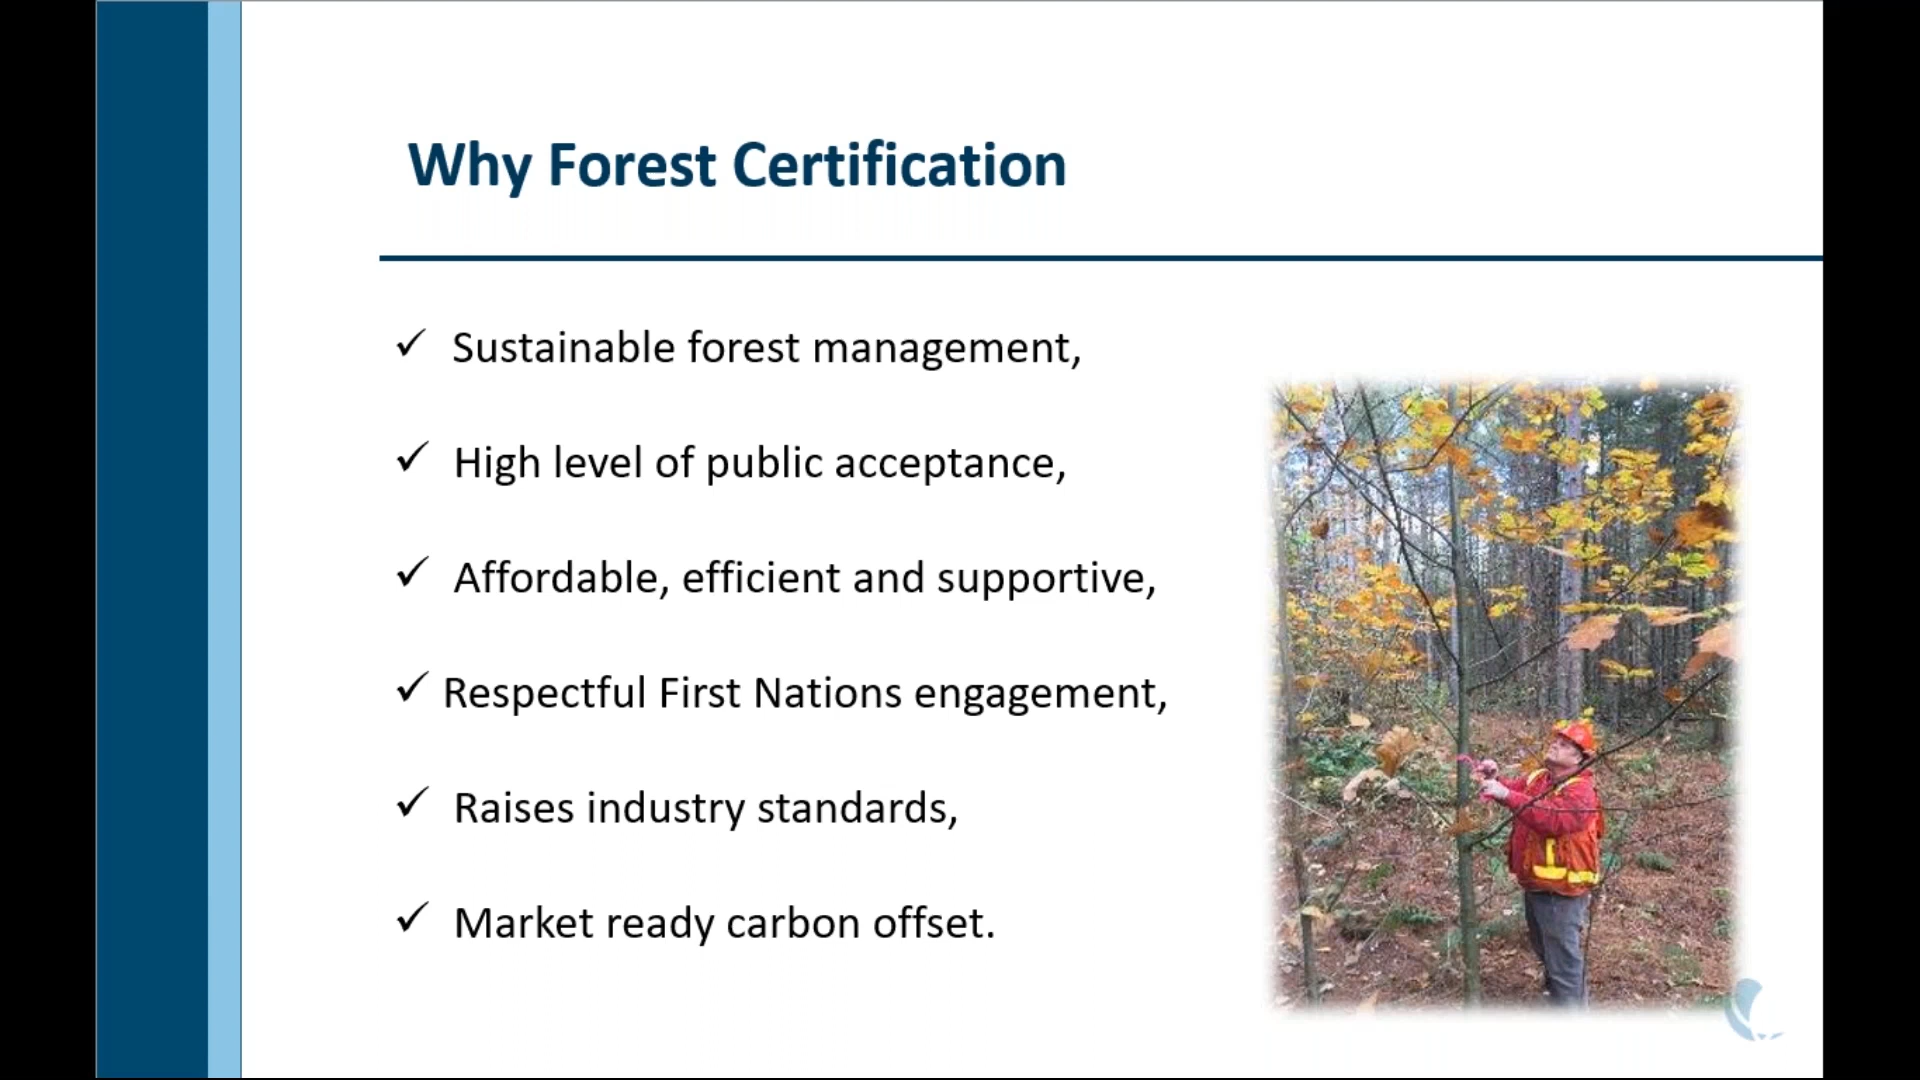 Why Forest Certification
✓ Sustainable forest management,
✓ High level of public acceptance,
✓ Affordable, efficient and supportive,
✓ Respectful First Nations engagement,
✓ Raises industry standards,
✓ Market ready carbon offset.